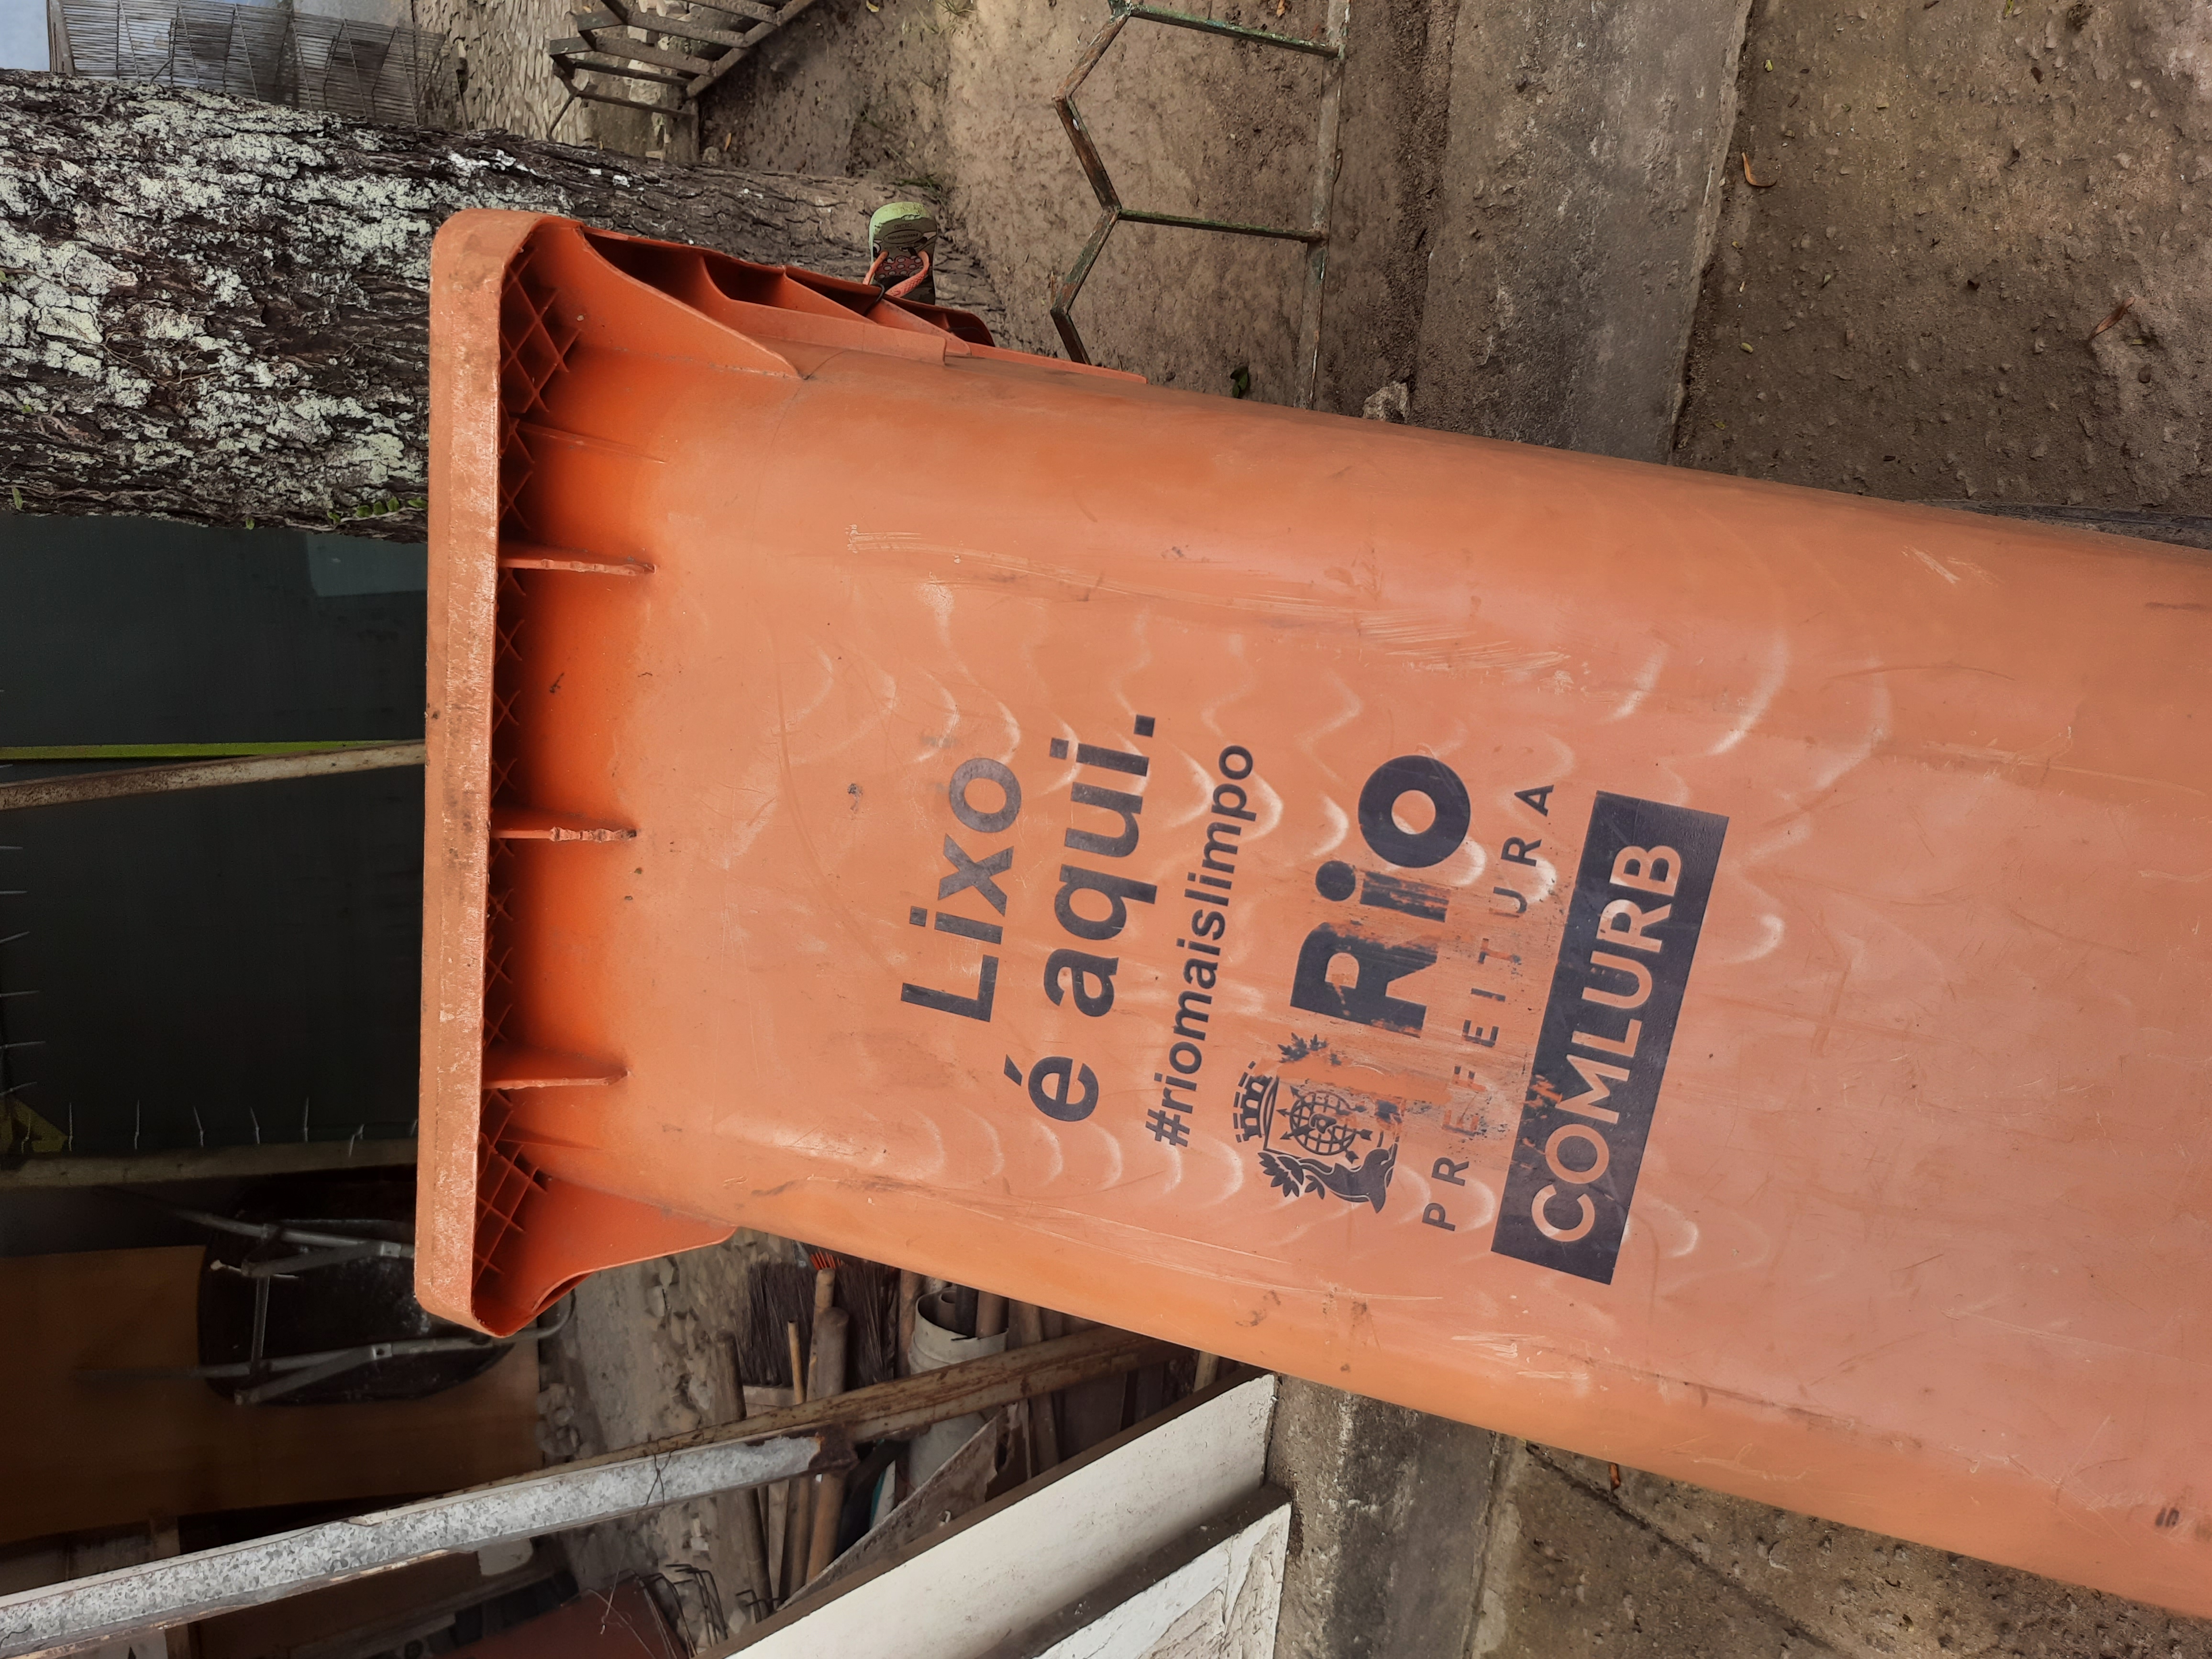 Lixo
é aqui.
#riomaislimpo
Rio
PREFEITURA
COMLURB